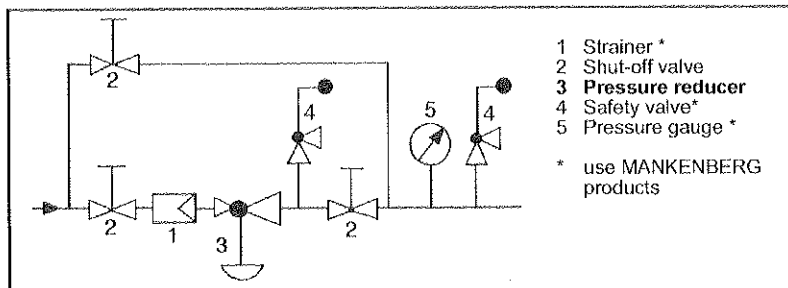 2
4
5
4
2
1
3
2
1 Strainer *
2 Shut-off valve
3 Pressure reducer
4 Safety valve*
5 Pressure gauge *
* use MANKENBERG
products